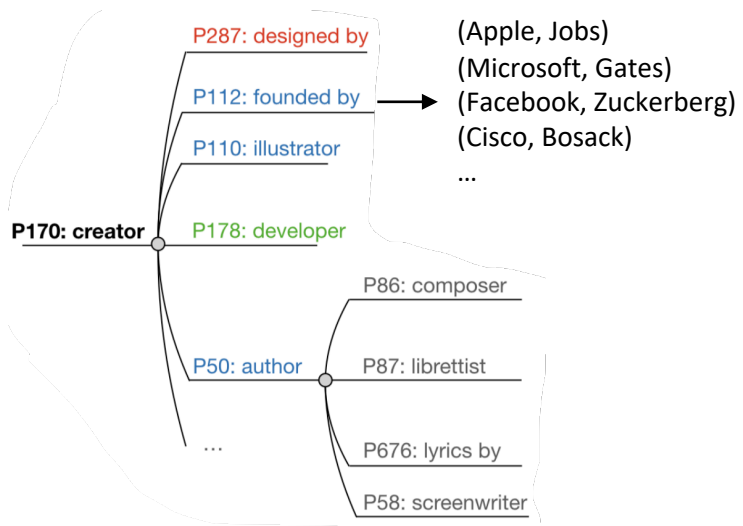 P287: designed by
P112: founded by
P110: illustrator
P170: creator
P178: developer
P50: author
...
P86: composer
P87: librettist
P676: lyrics by
P58: screenwriter
(Apple, Jobs)
(Microsoft, Gates)
(Facebook, Zuckerberg)
(Cisco, Bosack)
...